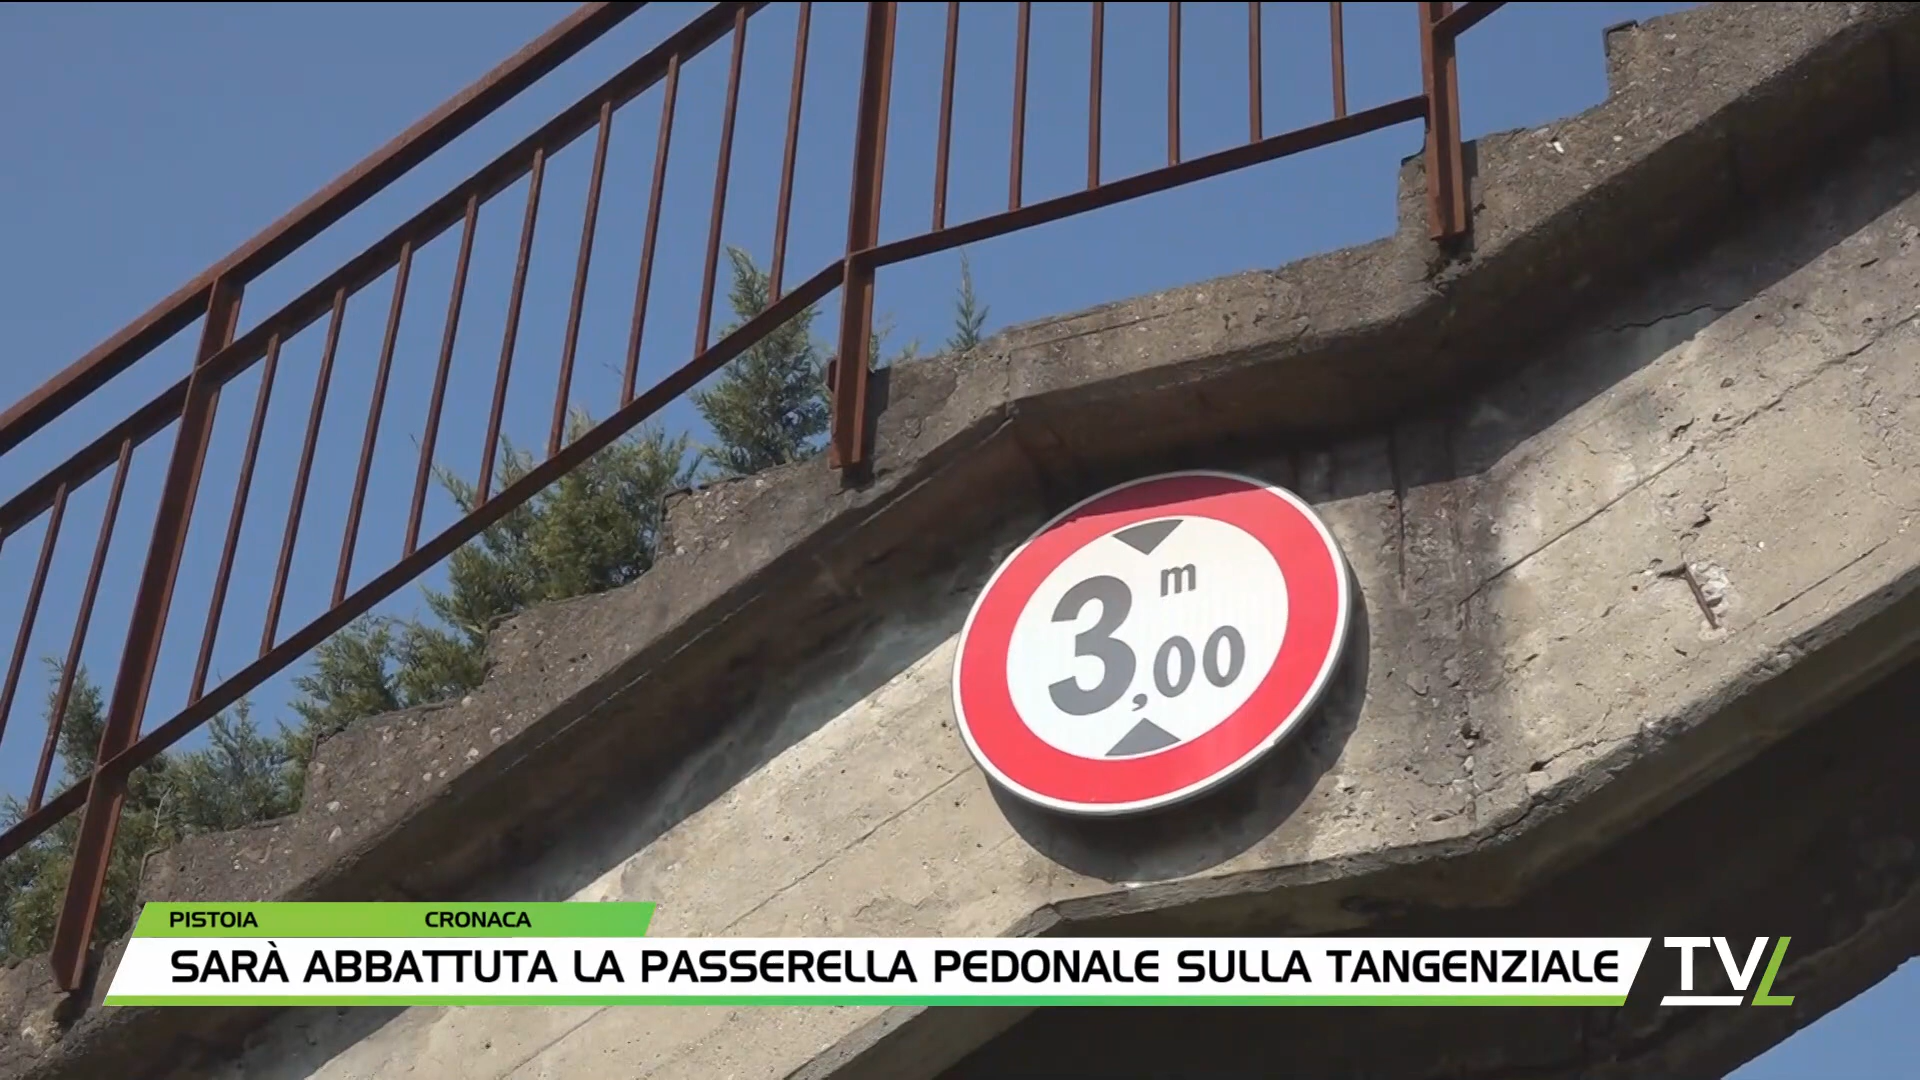 m
3,00
PISTOIA CRONACA
SARÀ ABBATTUTA LA PASSERELLA PEDONALE SULLA TANGENZIALE
TVL